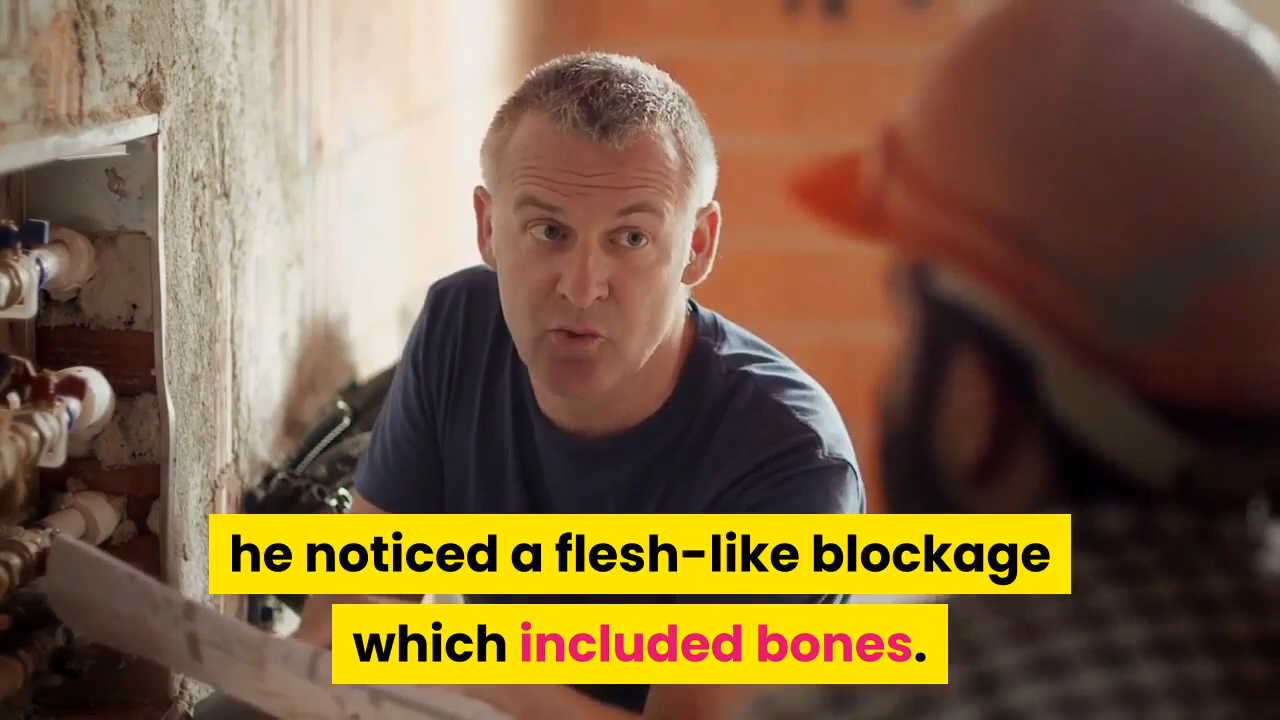 he noticed a flesh-like blockage
which included bones.